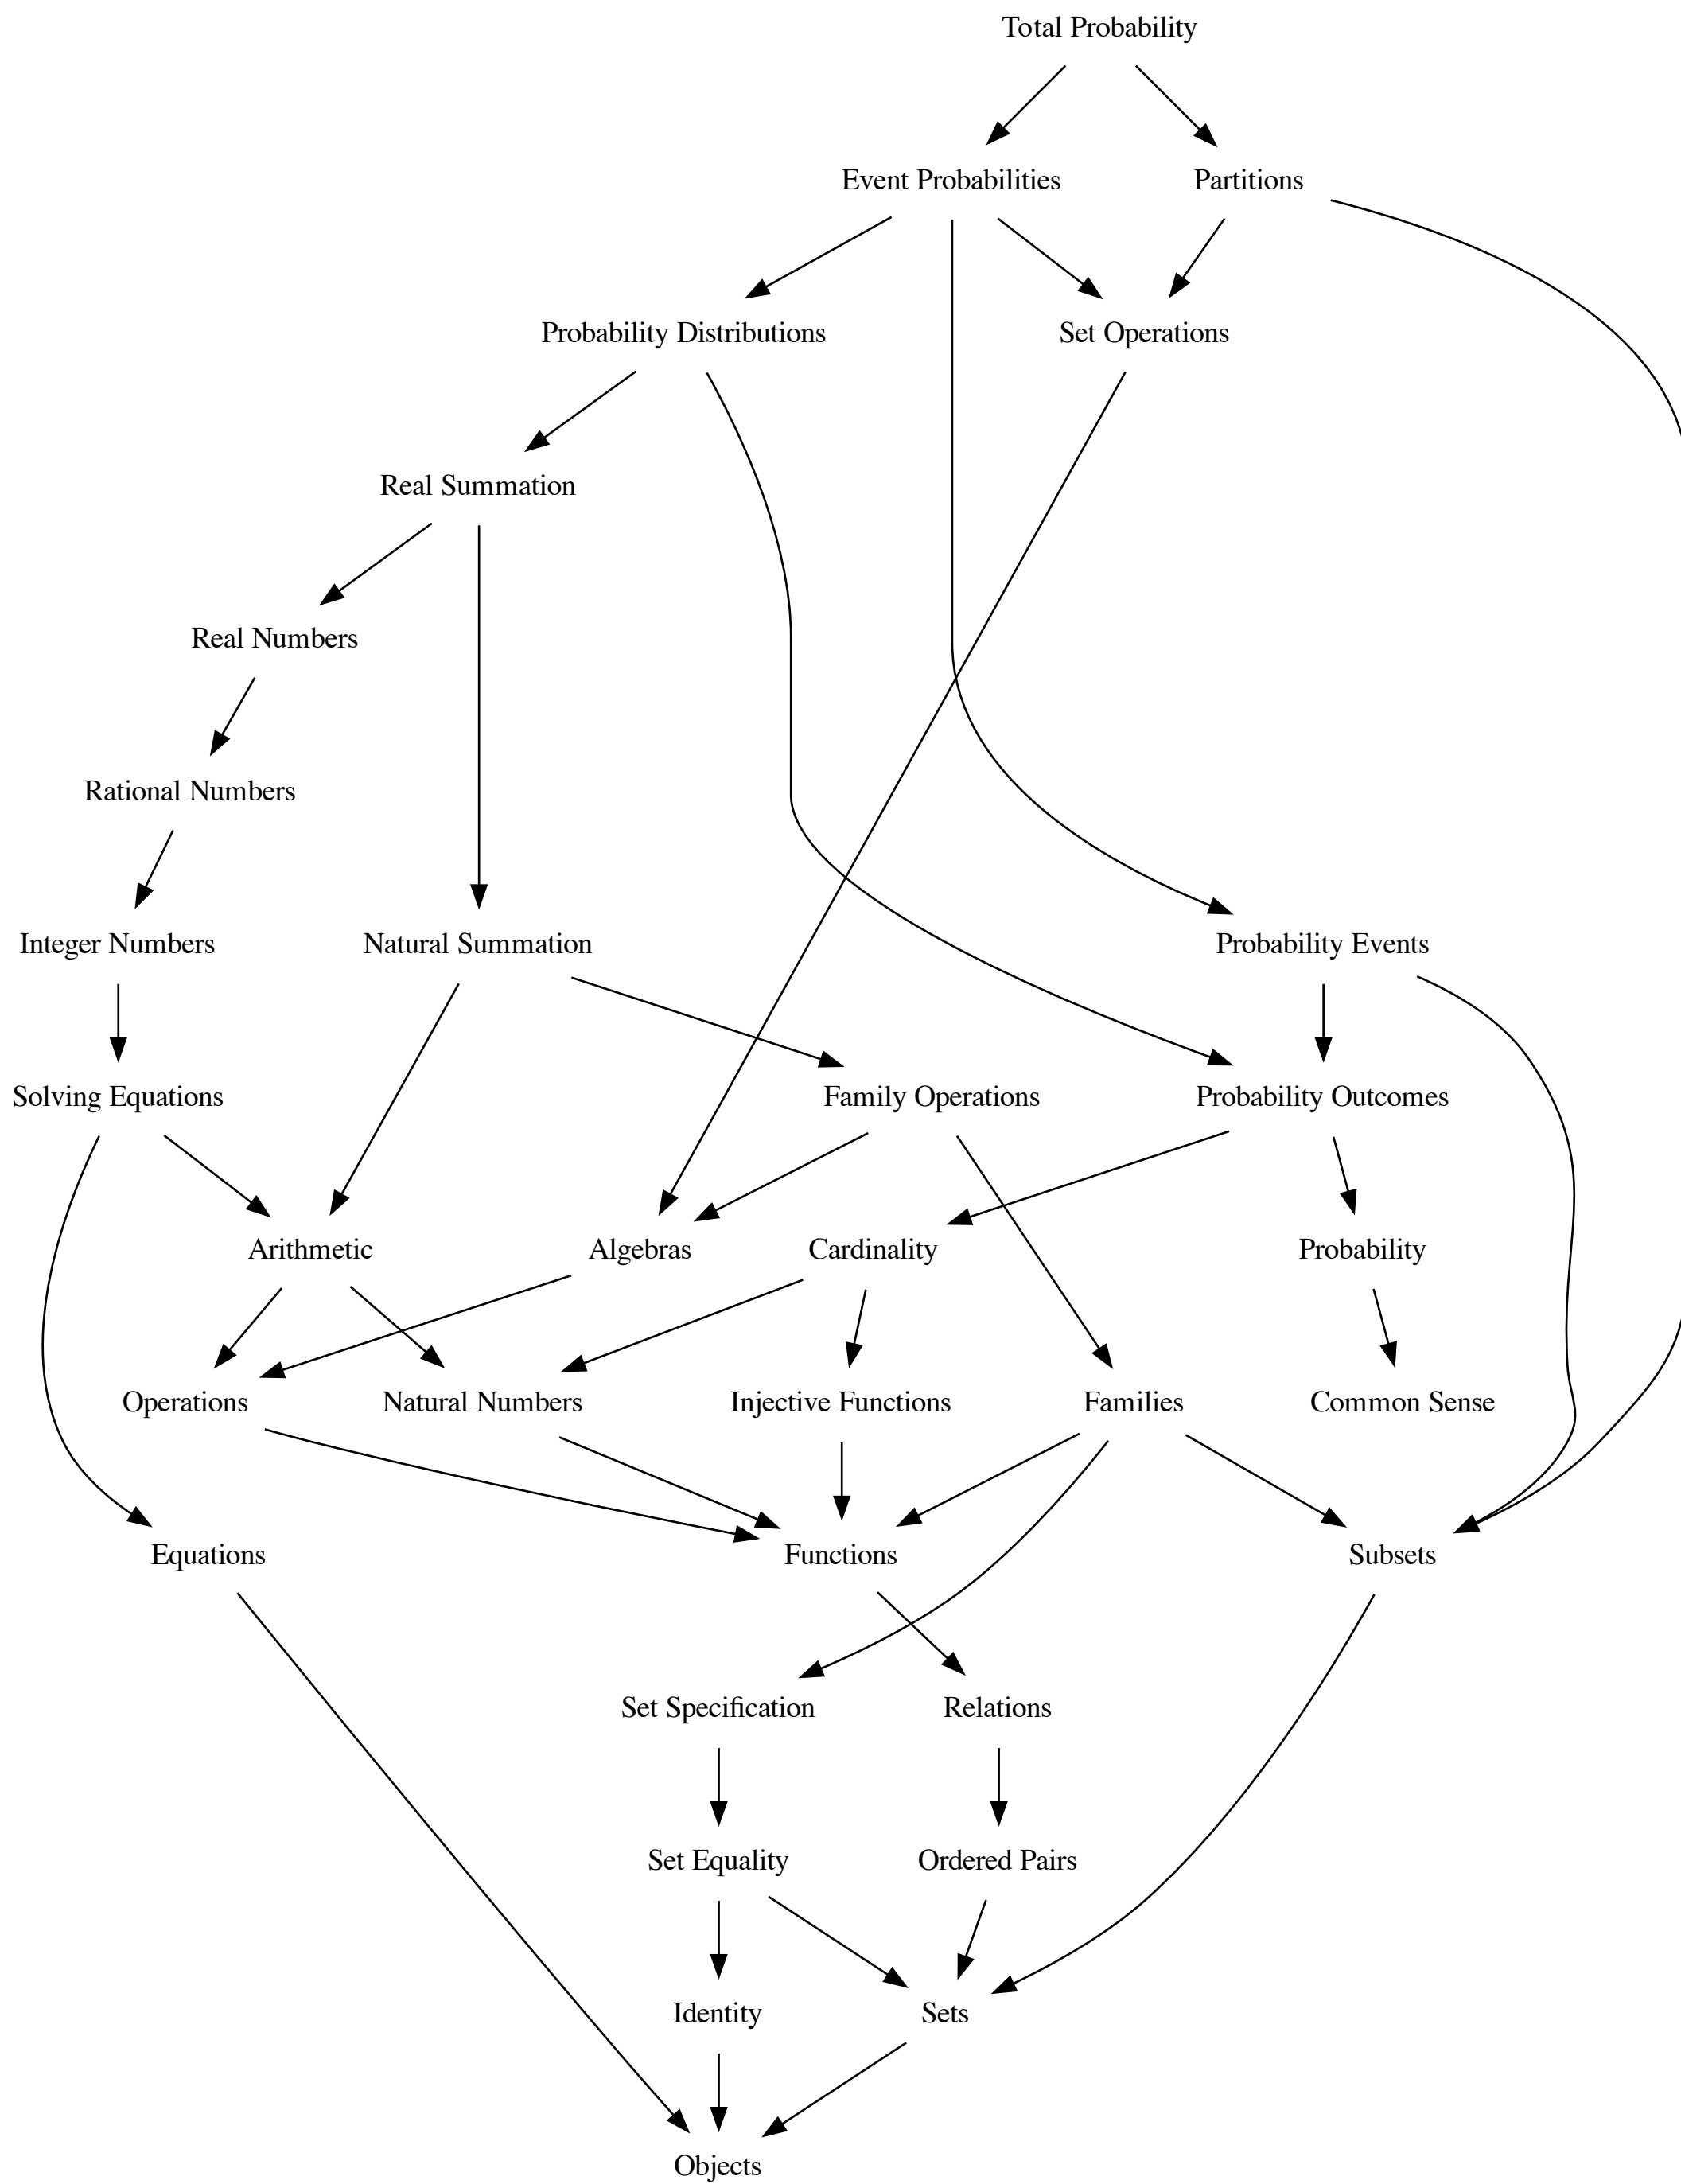 Total Probability
Event Probabilities
Partitions
Probability Distributions
Set Operations
Real Summation
Real Numbers
Rational Numbers
Integer Numbers
Natural Summation
Probability Events
Solving Equations
Family Operations
Probability Outcomes
Arithmetic
Algebras
Cardinality
Probability
Operations
Natural Numbers
Injective Functions
Families
Common Sense
Equations
Functions
Subsets
Set Specification
Relations
Set Equality
Ordered Pairs
Identity
Sets
Objects